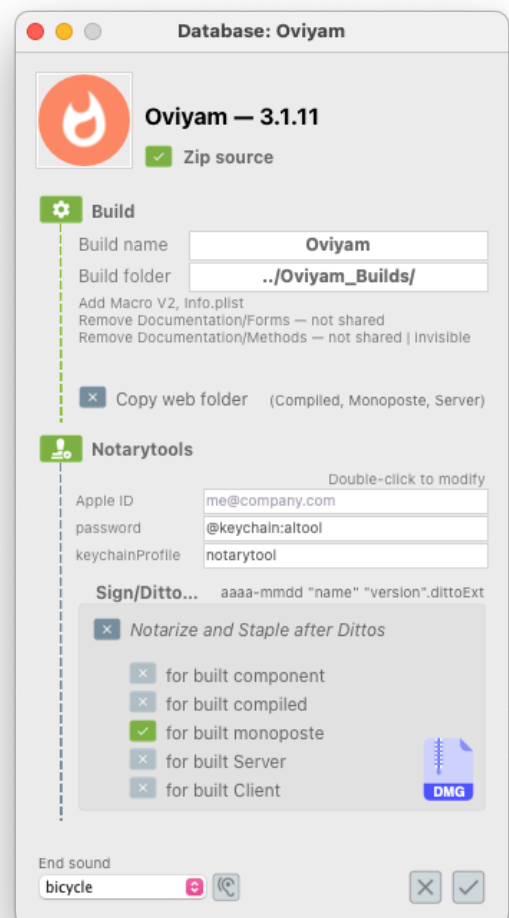 Database: Oviyam
Oviyam — 3.1.11
Zip source
Build
Build name Oviyam
Build folder ../Oviyam_Builds/
Add Macro V2, Info.plist
Remove Documentation/Forms — not shared
Remove Documentation/Methods — not shared | invisible
Copy web folder (Compiled, Monoposte, Server)
Notarytools
Double-click to modify
Apple ID me@company.com
password @keychain:altool
keychainProfile notarytool
Sign/Ditto... aaaa-mmdd "name" "version".dittoExt
Notarize and Staple after Dittos
for built component
for built compiled
for built monoposte
for built Server
for built Client
DMG
End sound
bicycle